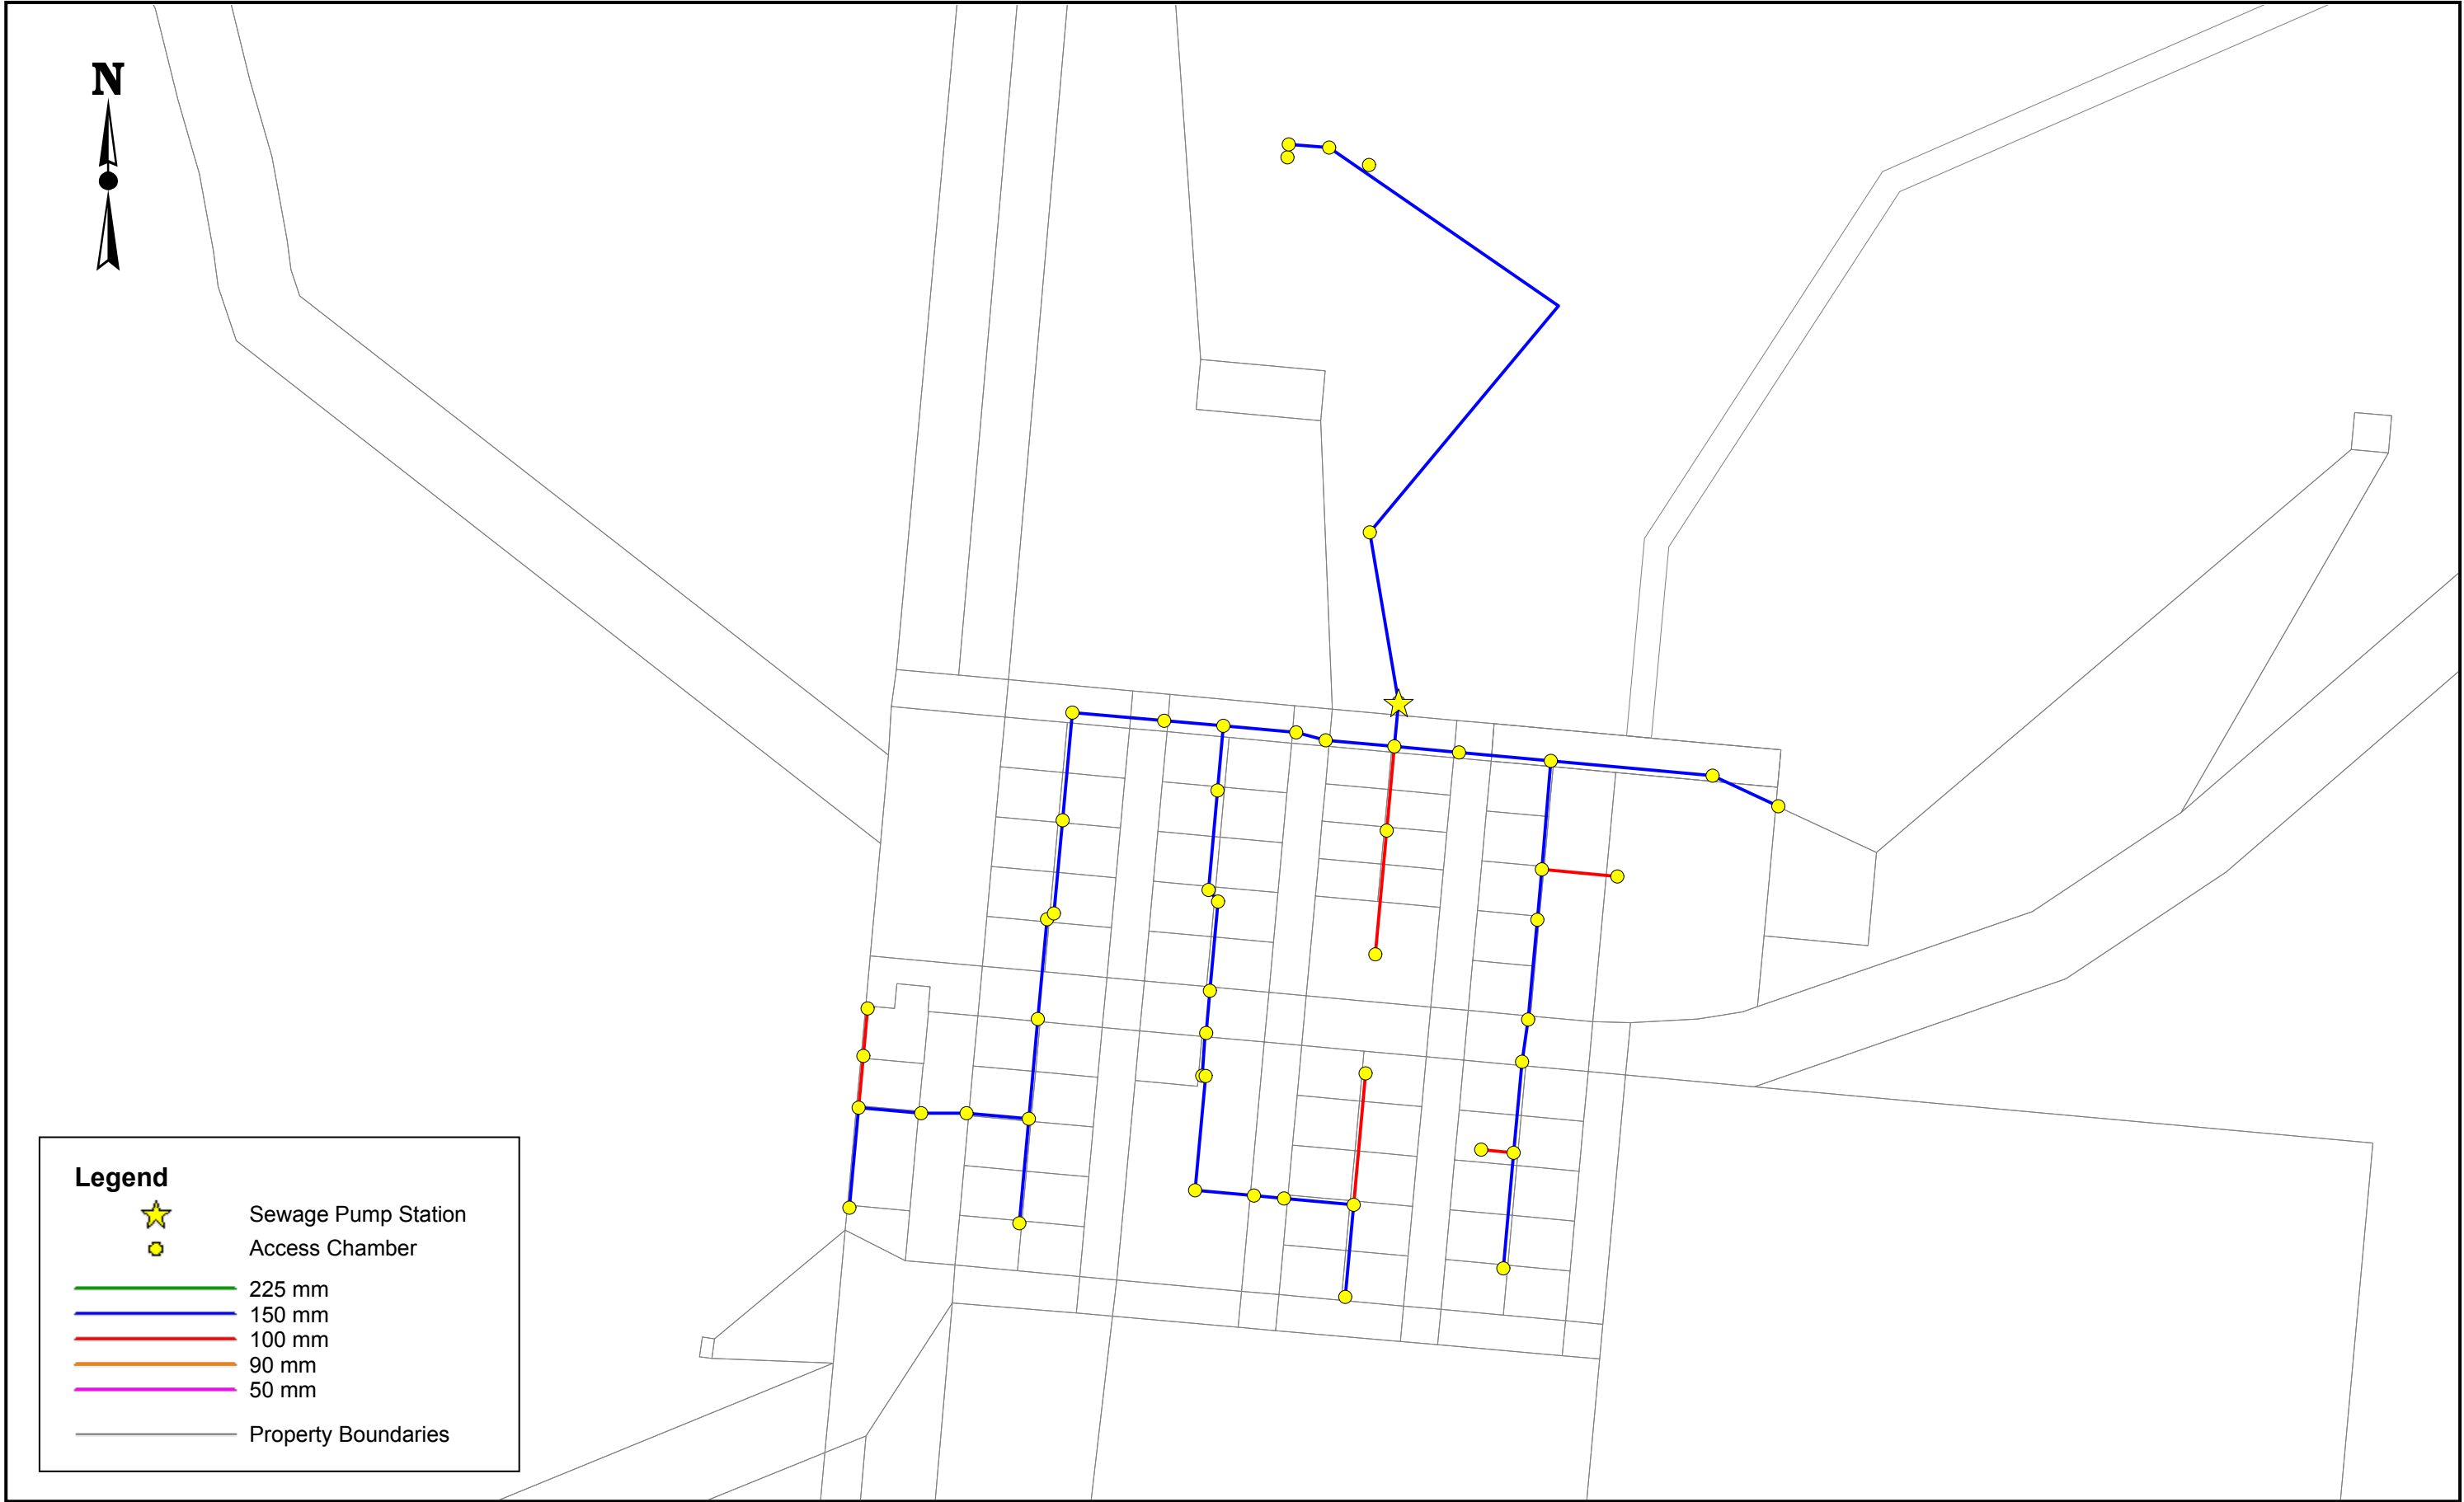 N
Legend
Sewage Pump Station
Access Chamber
225 mm
150 mm
100 mm
90 mm
50 mm
Property Boundaries